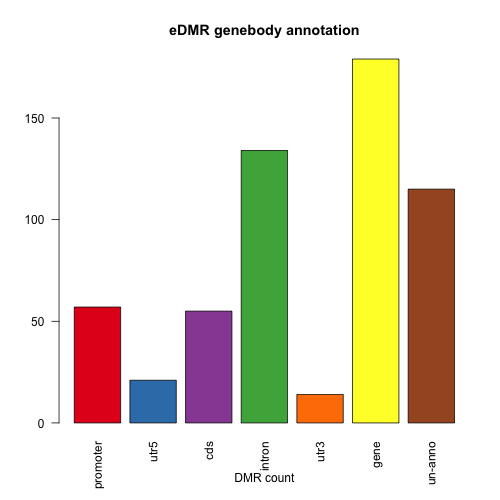 eDMR genebody annotation
150
100
50
0
promoter
utr5
cds
intron
utr3
gene
un-anno
DMR count